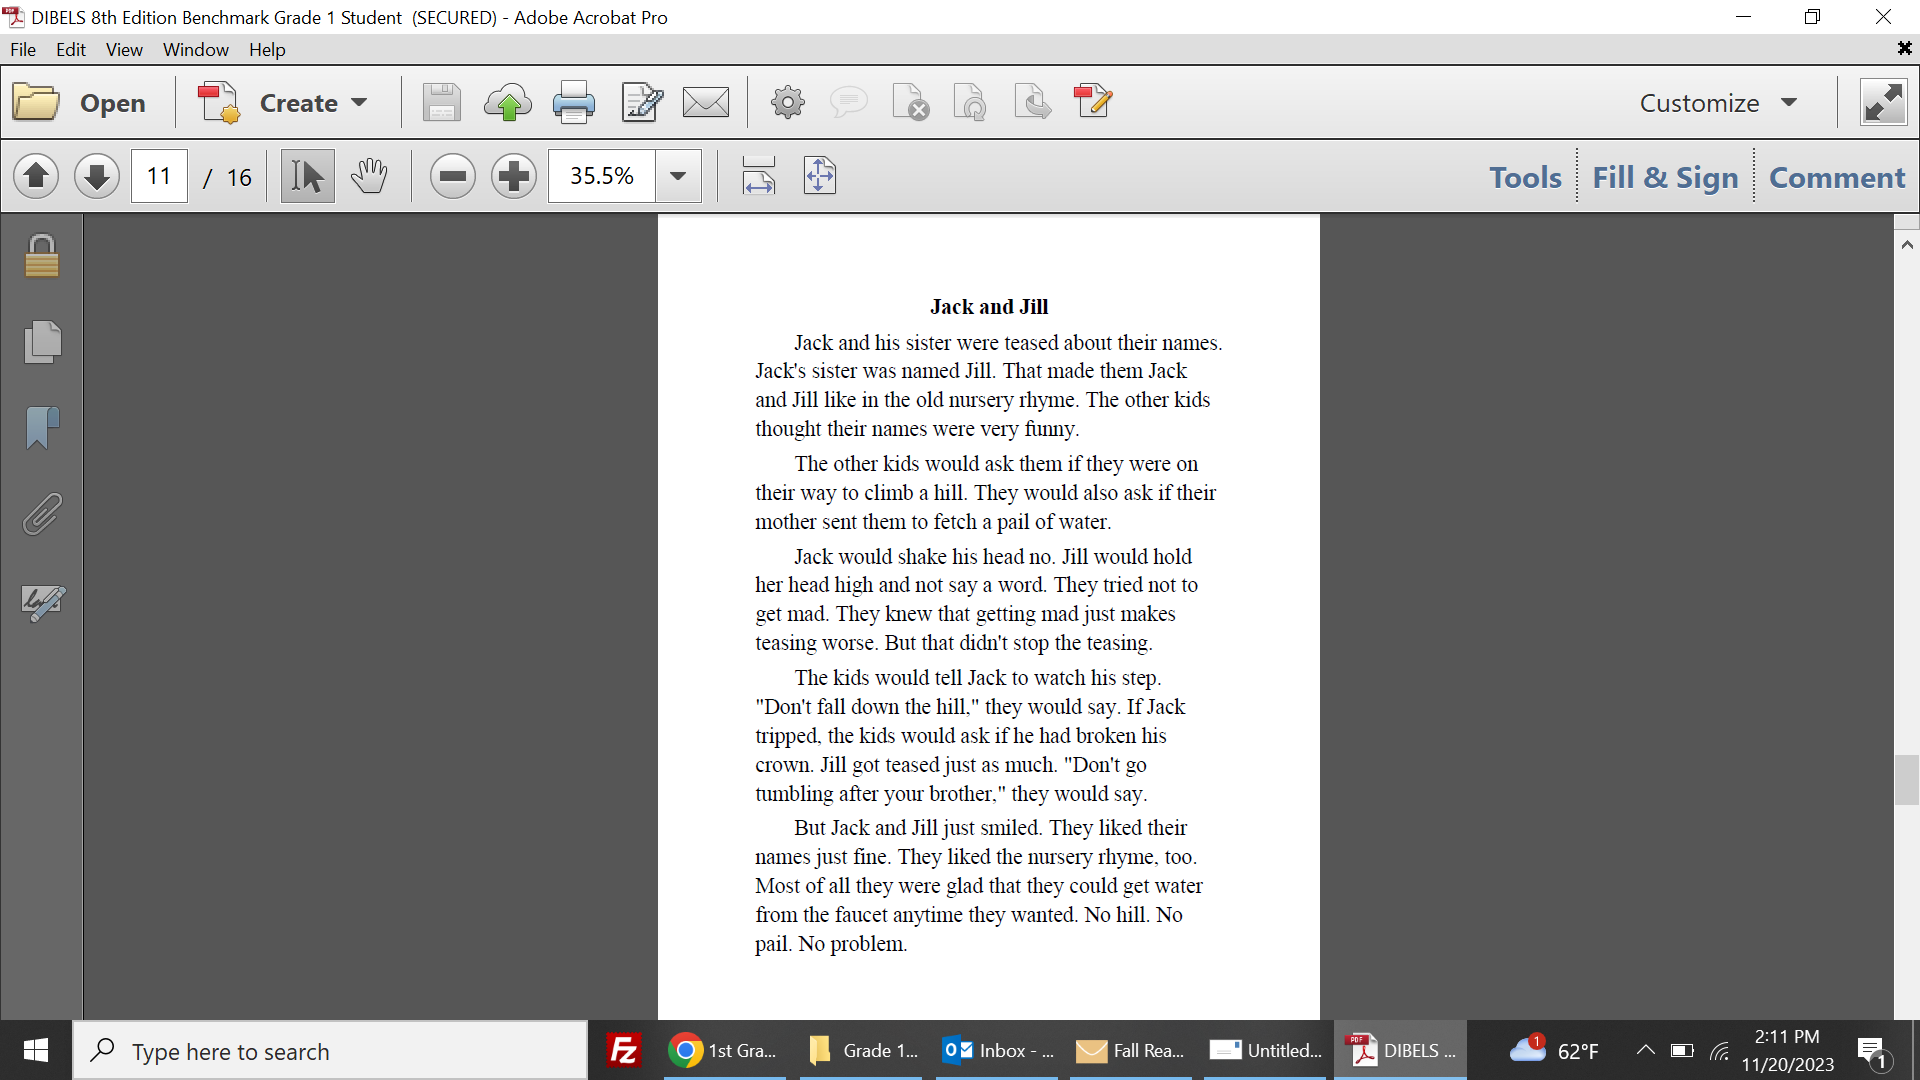 DIBELS 8th Edition Benchmark Grade 1 Student (SECURED) - Adobe Acrobat Pro
File Edit View Window Help
Open Create Customize
11 / 16 35.5% Tools Fill & Sign Comment
Jack and Jill
Jack and his sister were teased about their names.
Jack's sister was named Jill. That made them Jack
and Jill like in the old nursery rhyme. The other kids
thought their names were very funny.
The other kids would ask them if they were on
their way to climb a hill. They would also ask if their
mother sent them to fetch a pail of water.
Jack would shake his head no. Jill would hold
her head high and not say a word. They tried not to
get mad. They knew that getting mad just makes
teasing worse. But that didn't stop the teasing.
The kids would tell Jack to watch his step.
"Don't fall down the hill," they would say. If Jack
tripped, the kids would ask if he had broken his
crown. Jill got teased just as much. "Don't go
tumbling after your brother," they would say.
But Jack and Jill just smiled. They liked their
names just fine. They liked the nursery rhyme, too.
Most of all they were glad that they could get water
from the faucet anytime they wanted. No hill. No
pail. No problem.
Type here to search Fz 1st Gra... Grade 1... Inbox - ... Fall Rea... Untitled... DIBELS ... 1 62°F 2:11 PM 1
11/20/2023